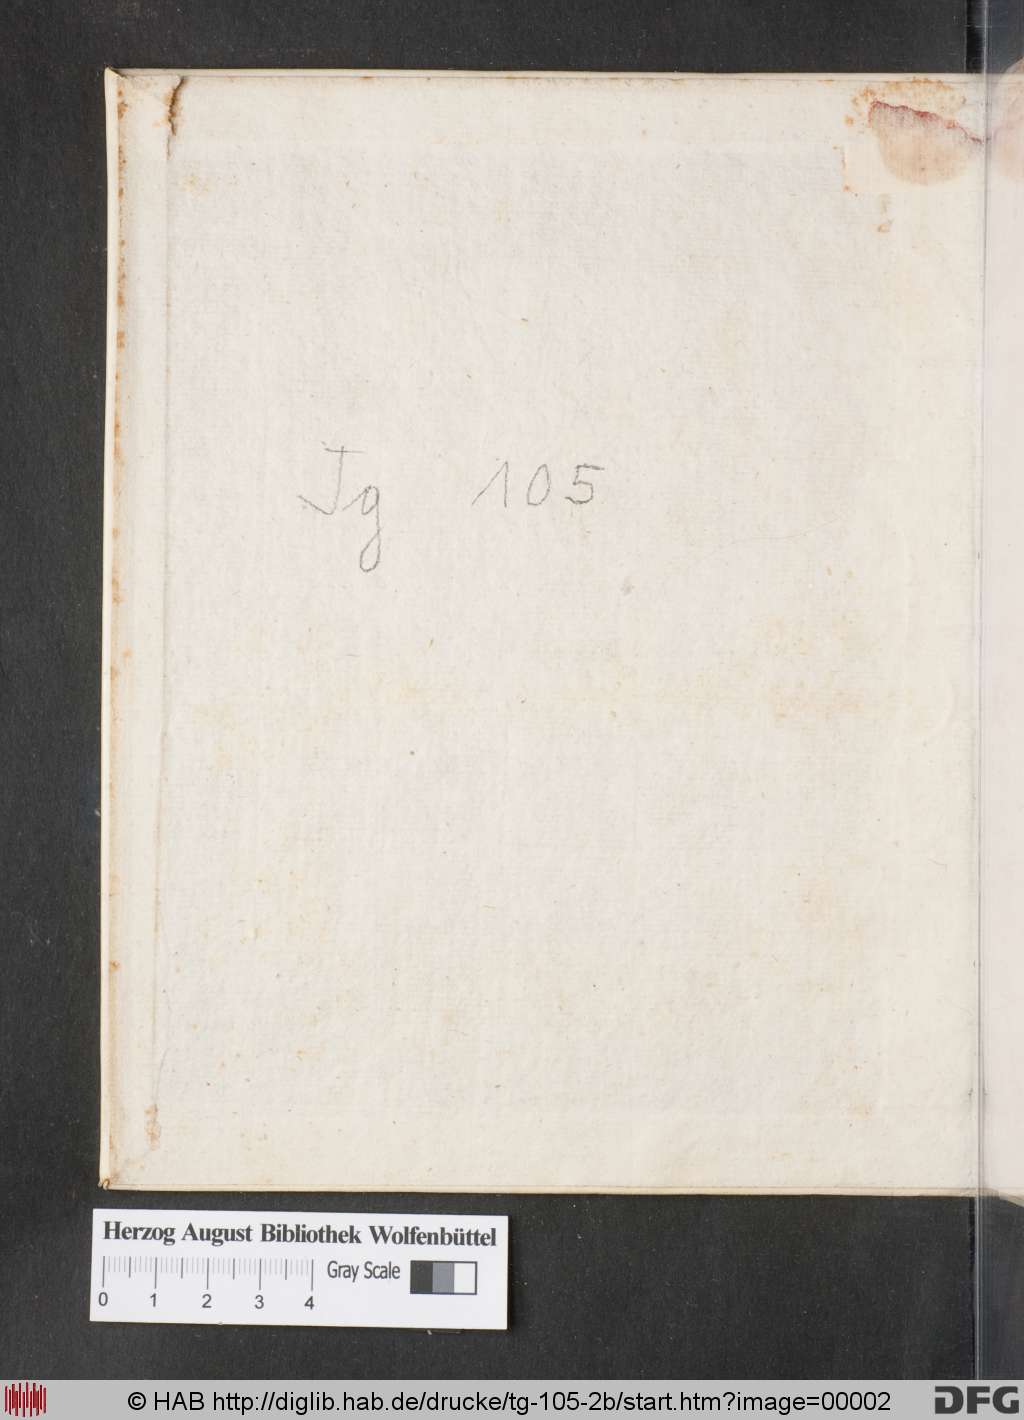 Tg 105
Herzog August Bibliothek Wolfenbüttel
Gray Scale
0 1 2 3 4
© HAB http://diglib.hab.de/drucke/tg-105-2b/start.htm?image=00002
DFG